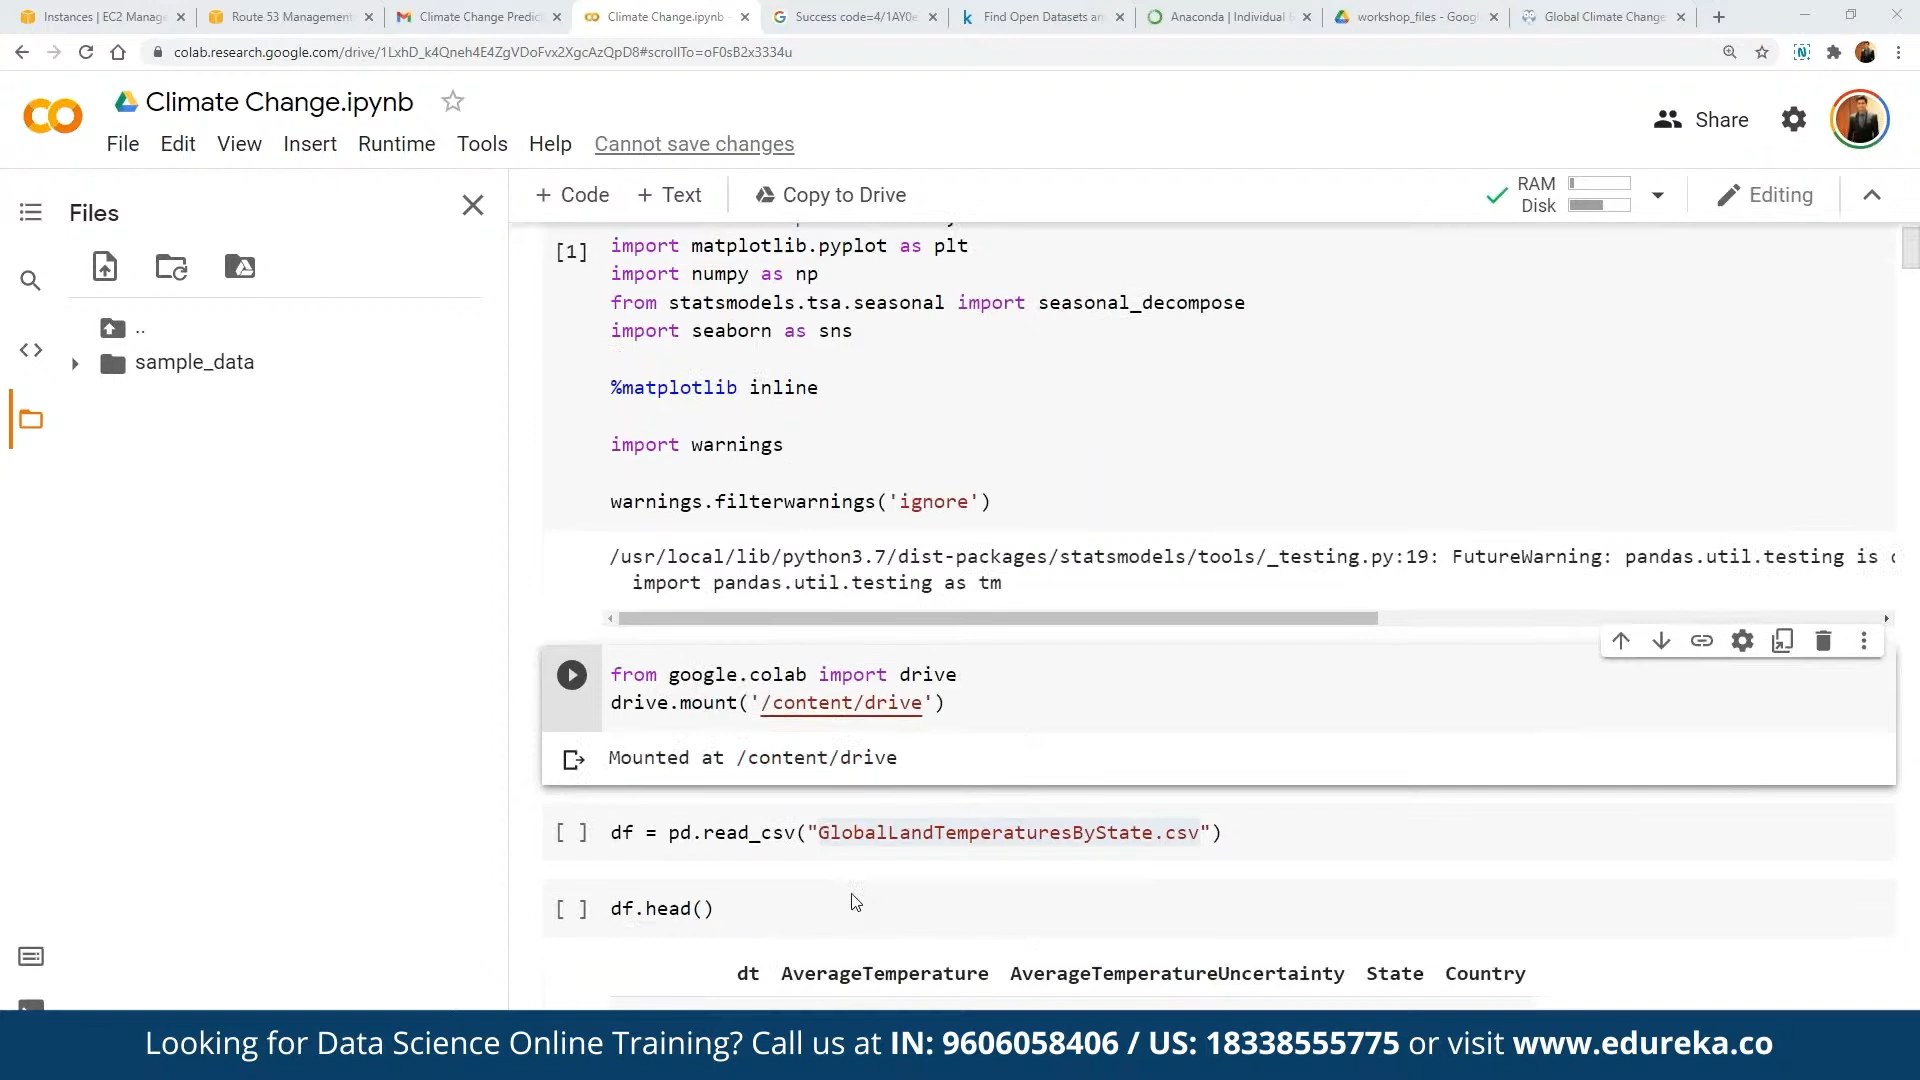 Instances | EC2 Manage
Route 53 Management
Climate Change Predic
Climate Change.ipynb -
Success code=4/1AY0e
Find Open Datasets an
Anaconda | Individual
workshop_files - Googl
Global Climate Change
colab.research.google.com/drive/1LxhD_k4Qneh4E4ZgVDoFvx2XgcAzQpD8#scrollTo=oF0sB2x3334u
CO
Climate Change.ipynb
Share
File Edit View Insert Runtime Tools Help Cannot save changes
Files
+ Code + Text Copy to Drive
RAM
Disk
Editing
..
sample_data
[1]
import matplotlib.pyplot as plt
import numpy as np
from statsmodels.tsa.seasonal import seasonal_decompose
import seaborn as sns
%matplotlib inline
import warnings
warnings.filterwarnings('ignore')
/usr/local/lib/python3.7/dist-packages/statsmodels/tools/_testing.py:19: FutureWarning: pandas.util.testing is
import pandas.util.testing as tm
from google.colab import drive
drive.mount('/content/drive')
Mounted at /content/drive
[ ] df = pd.read_csv("GlobalLandTemperaturesByState.csv")
[ ] df.head()
dt AverageTemperature AverageTemperatureUncertainty State Country
Looking for Data Science Online Training? Call us at IN: 9606058406 / US: 18338555775 or visit www.edureka.co